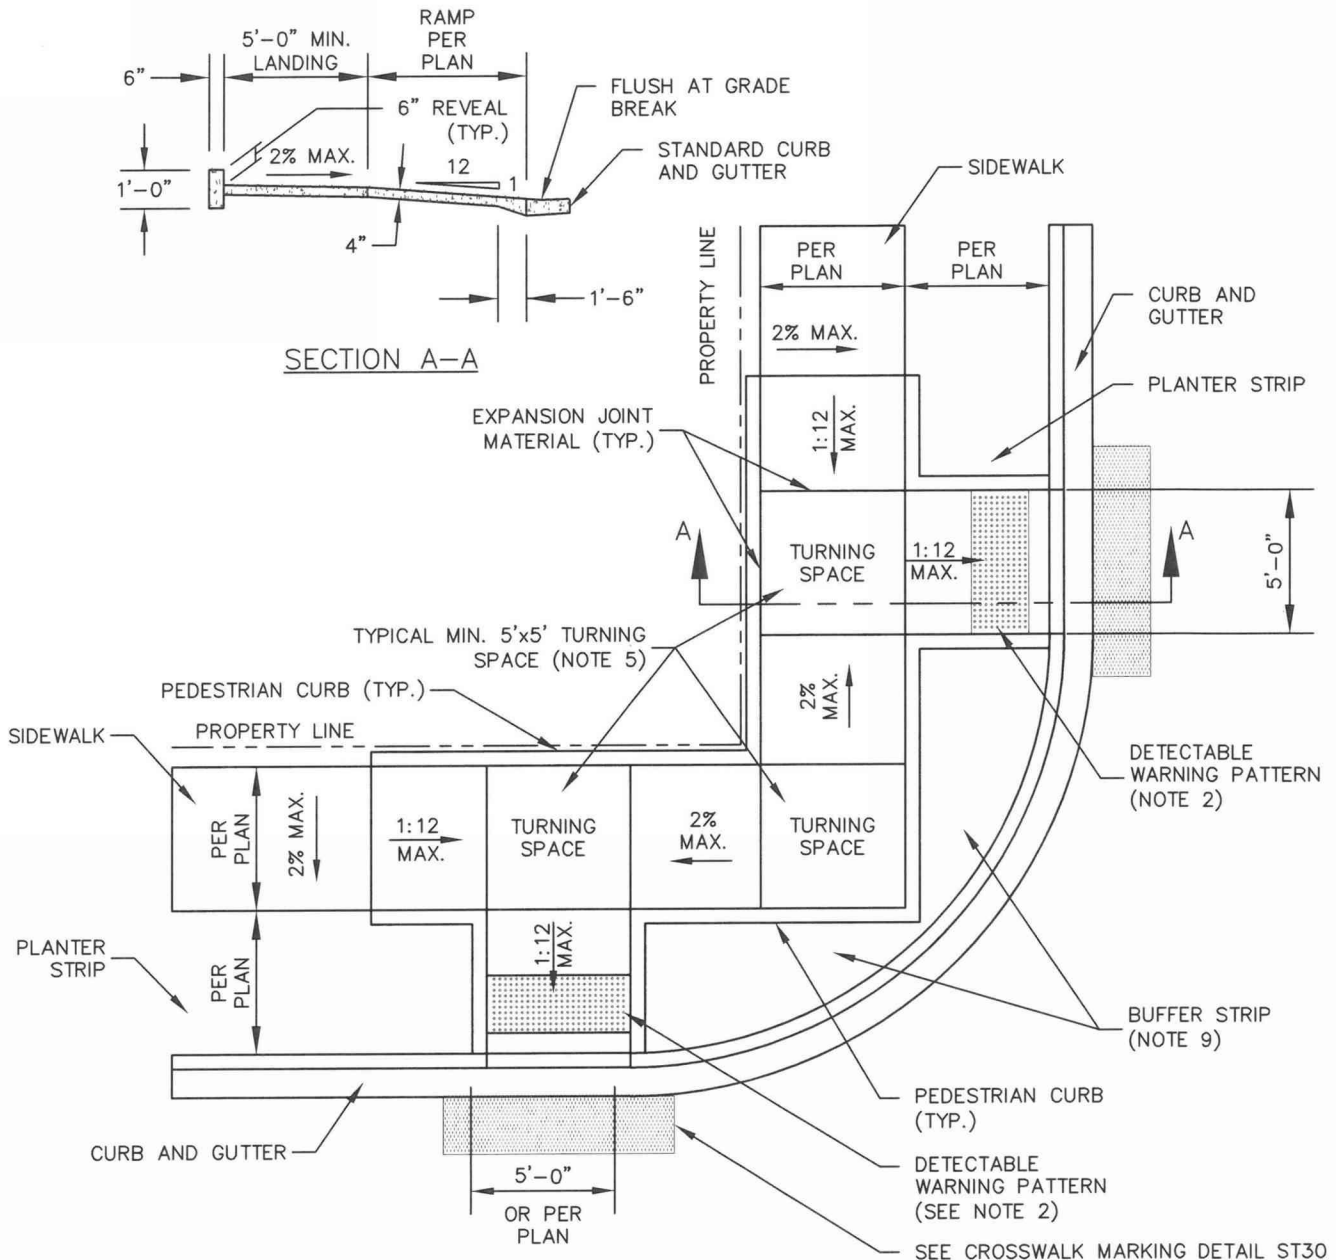 RAMP
PER
PLAN
5'-0" MIN.
LANDING
6"
6" REVEAL
(TYP.)
FLUSH AT GRADE
BREAK
2% MAX.
12
1
STANDARD CURB
AND GUTTER
1'-0"
4"
1'-6"
SECTION A-A
SIDEWALK
PROPERTY LINE
PER
PLAN
PER
PLAN
CURB AND
GUTTER
2% MAX.
PLANTER STRIP
EXPANSION JOINT
MATERIAL (TYP.)
1:12
MAX.
A
A
TURNING
SPACE
1:12
MAX.
5'-0"
TYPICAL MIN. 5'x5' TURNING
SPACE (NOTE 5)
PEDESTRIAN CURB (TYP.)
2%
MAX.
SIDEWALK
PROPERTY LINE
DETECTABLE
WARNING PATTERN
(NOTE 2)
PER
PLAN
2% MAX.
1:12
MAX.
TURNING
SPACE
2%
MAX.
TURNING
SPACE
PLANTER
STRIP
PER
PLAN
1:12
MAX.
BUFFER STRIP
(NOTE 9)
PEDESTRIAN CURB
(TYP.)
CURB AND GUTTER
5'-0"
OR PER
PLAN
DETECTABLE
WARNING PATTERN
(SEE NOTE 2)
SEE CROSSWALK MARKING DETAIL ST30